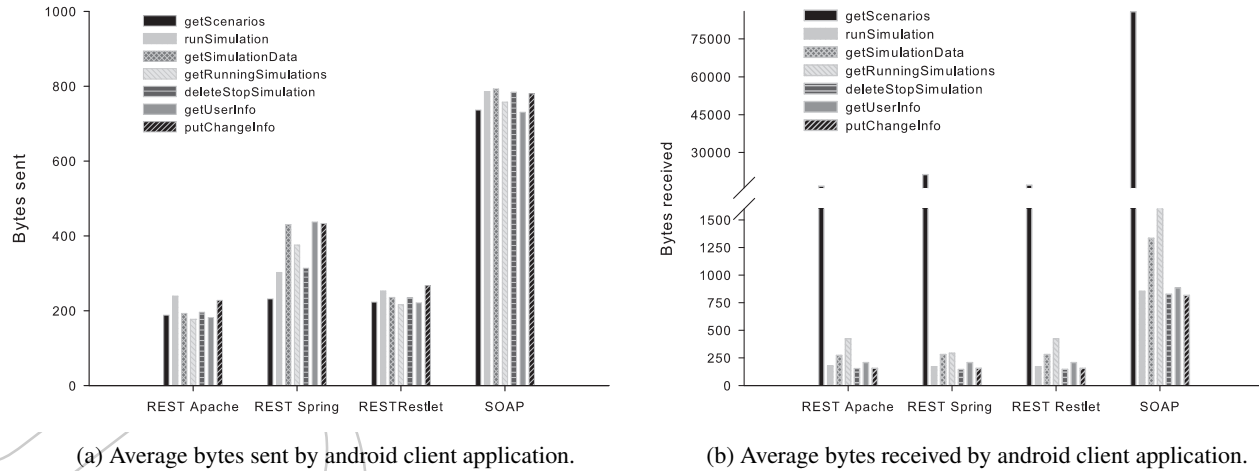 1000
800
600
400
200
0
Bytes sent
getScenarios
runSimulation
getSimulationData
getRunningSimulations
deleteStopSimulation
getUserInfo
putChangeInfo
REST Apache REST Spring RESTRestlet SOAP
(a) Average bytes sent by android client application.
75000
60000
45000
30000
1500
1250
1000
750
500
250
0
Bytes received
getScenarios
runSimulation
getSimulationData
getRunningSimulations
deleteStopSimulation
getUserInfo
putChangeInfo
REST Apache REST Spring REST Restlet SOAP
(b) Average bytes received by android client application.